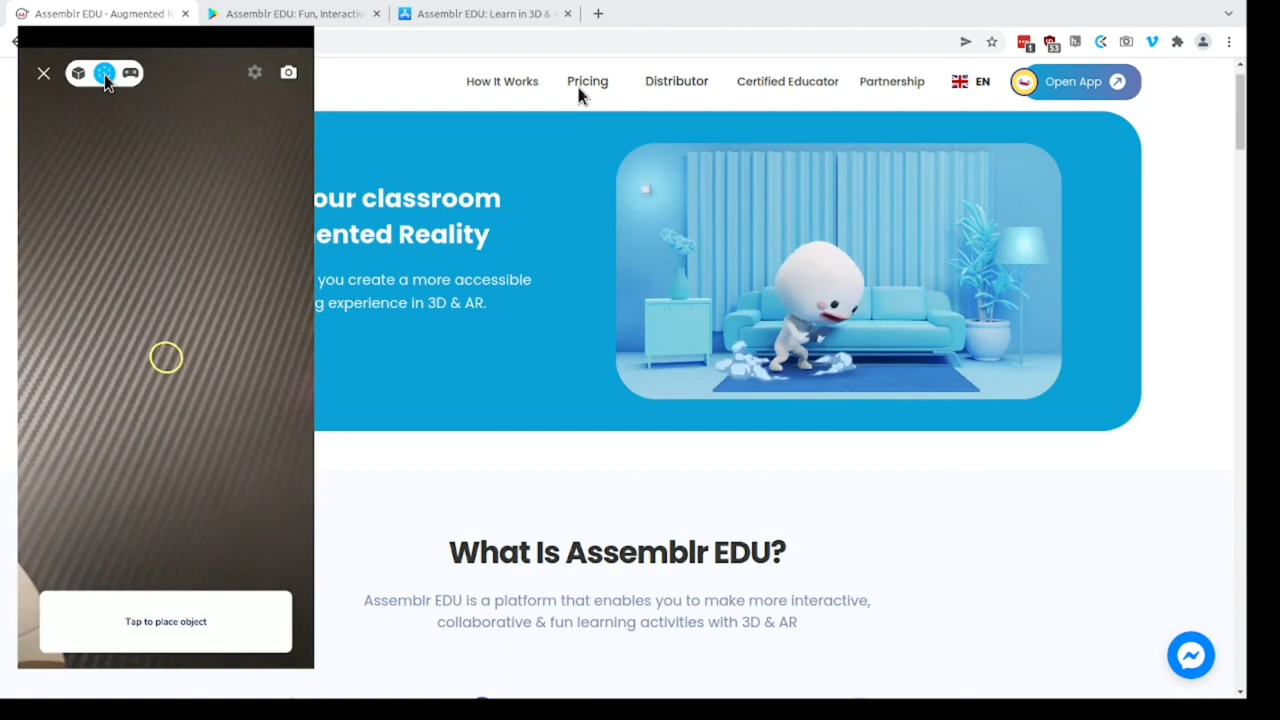 Assemblr EDU - Augmented R
Assemblr EDU: Fun, Interactiv
Assemblr EDU: Learn in 3D & A
1
53
How It Works
Pricing
Distributor
Certified Educator
Partnership
EN
Open App
our classroom
ented Reality
you create a more accessible
g experience in 3D & AR.
Tap to place object
What Is Assemblr EDU?
Assemblr EDU is a platform that enables you to make more interactive,
collaborative & fun learning activities with 3D & AR